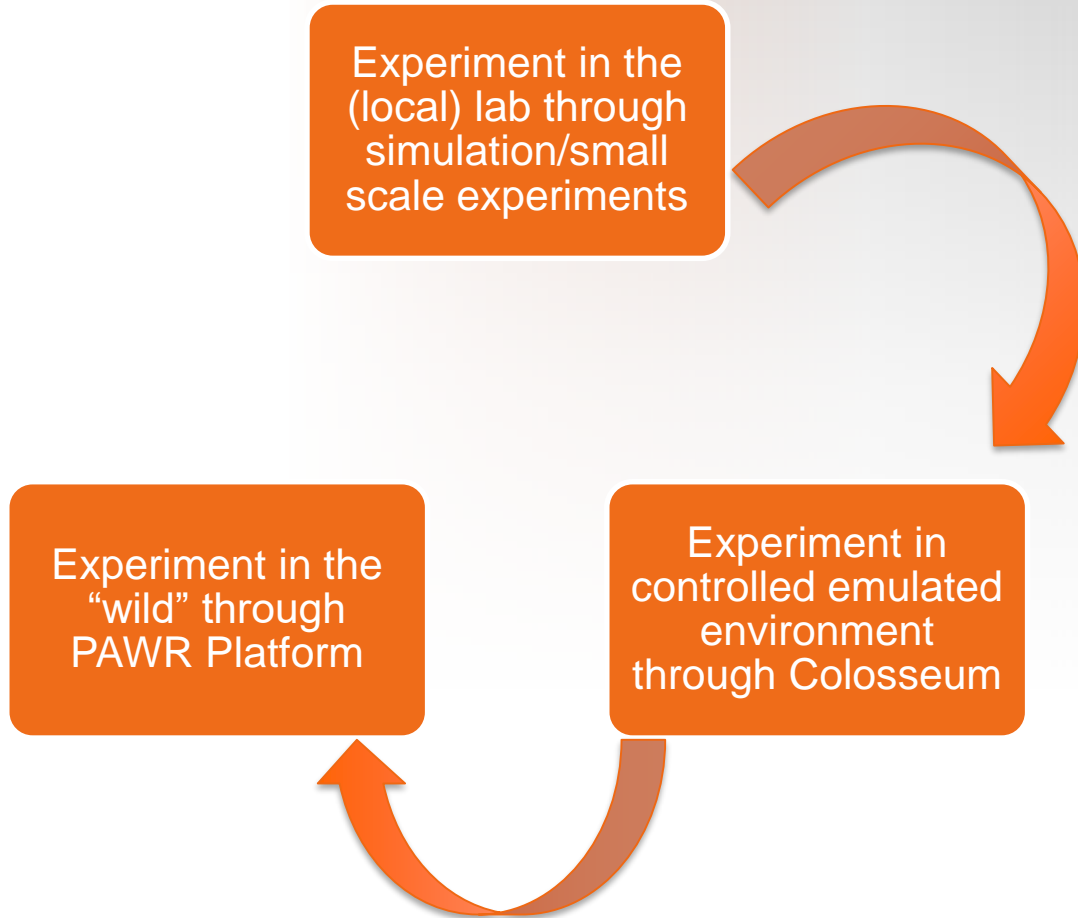 Experiment in the
(local) lab through
simulation/small
scale experiments
Experiment in the
“wild” through
PAWR Platform
Experiment in
controlled emulated
environment
through Colosseum